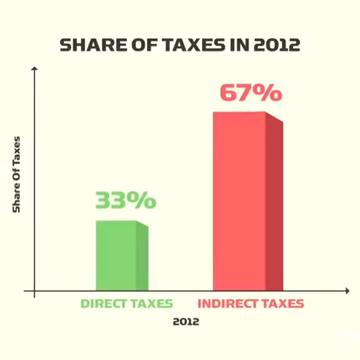 SHARE OF TAXES IN 2012
67%
33%
Share Of Taxes
DIRECT TAXES
INDIRECT TAXES
2012